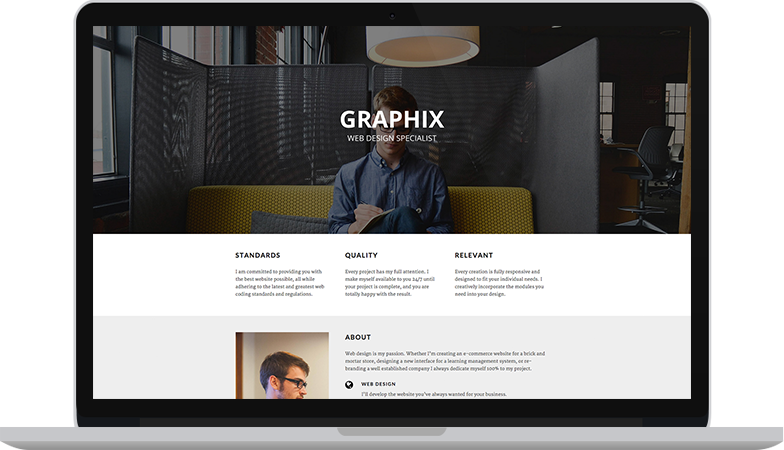 GRAPHIX
WEB DESIGN SPECIALIST
STANDARDS
I am committed to providing you with
the best website possible, all while
adhering to the latest and greatest web
coding standards and regulations.
QUALITY
Every project has my full attention. I
make myself available to you 24/7 until
your project is complete, and you are
totally happy with the result.
RELEVANT
Every creation is fully responsive and
designed to fit your individual needs. I
creatively incorporate the modules you
need into your design.
ABOUT
Web design is my passion. Whether I'm creating an e-commerce website for a brick and
mortar store, designing a new interface for a learning management system, or re-
branding a well established company I always dedicate myself 100% to my project.
WEB DESIGN
I'll develop the website you've always wanted for your business.